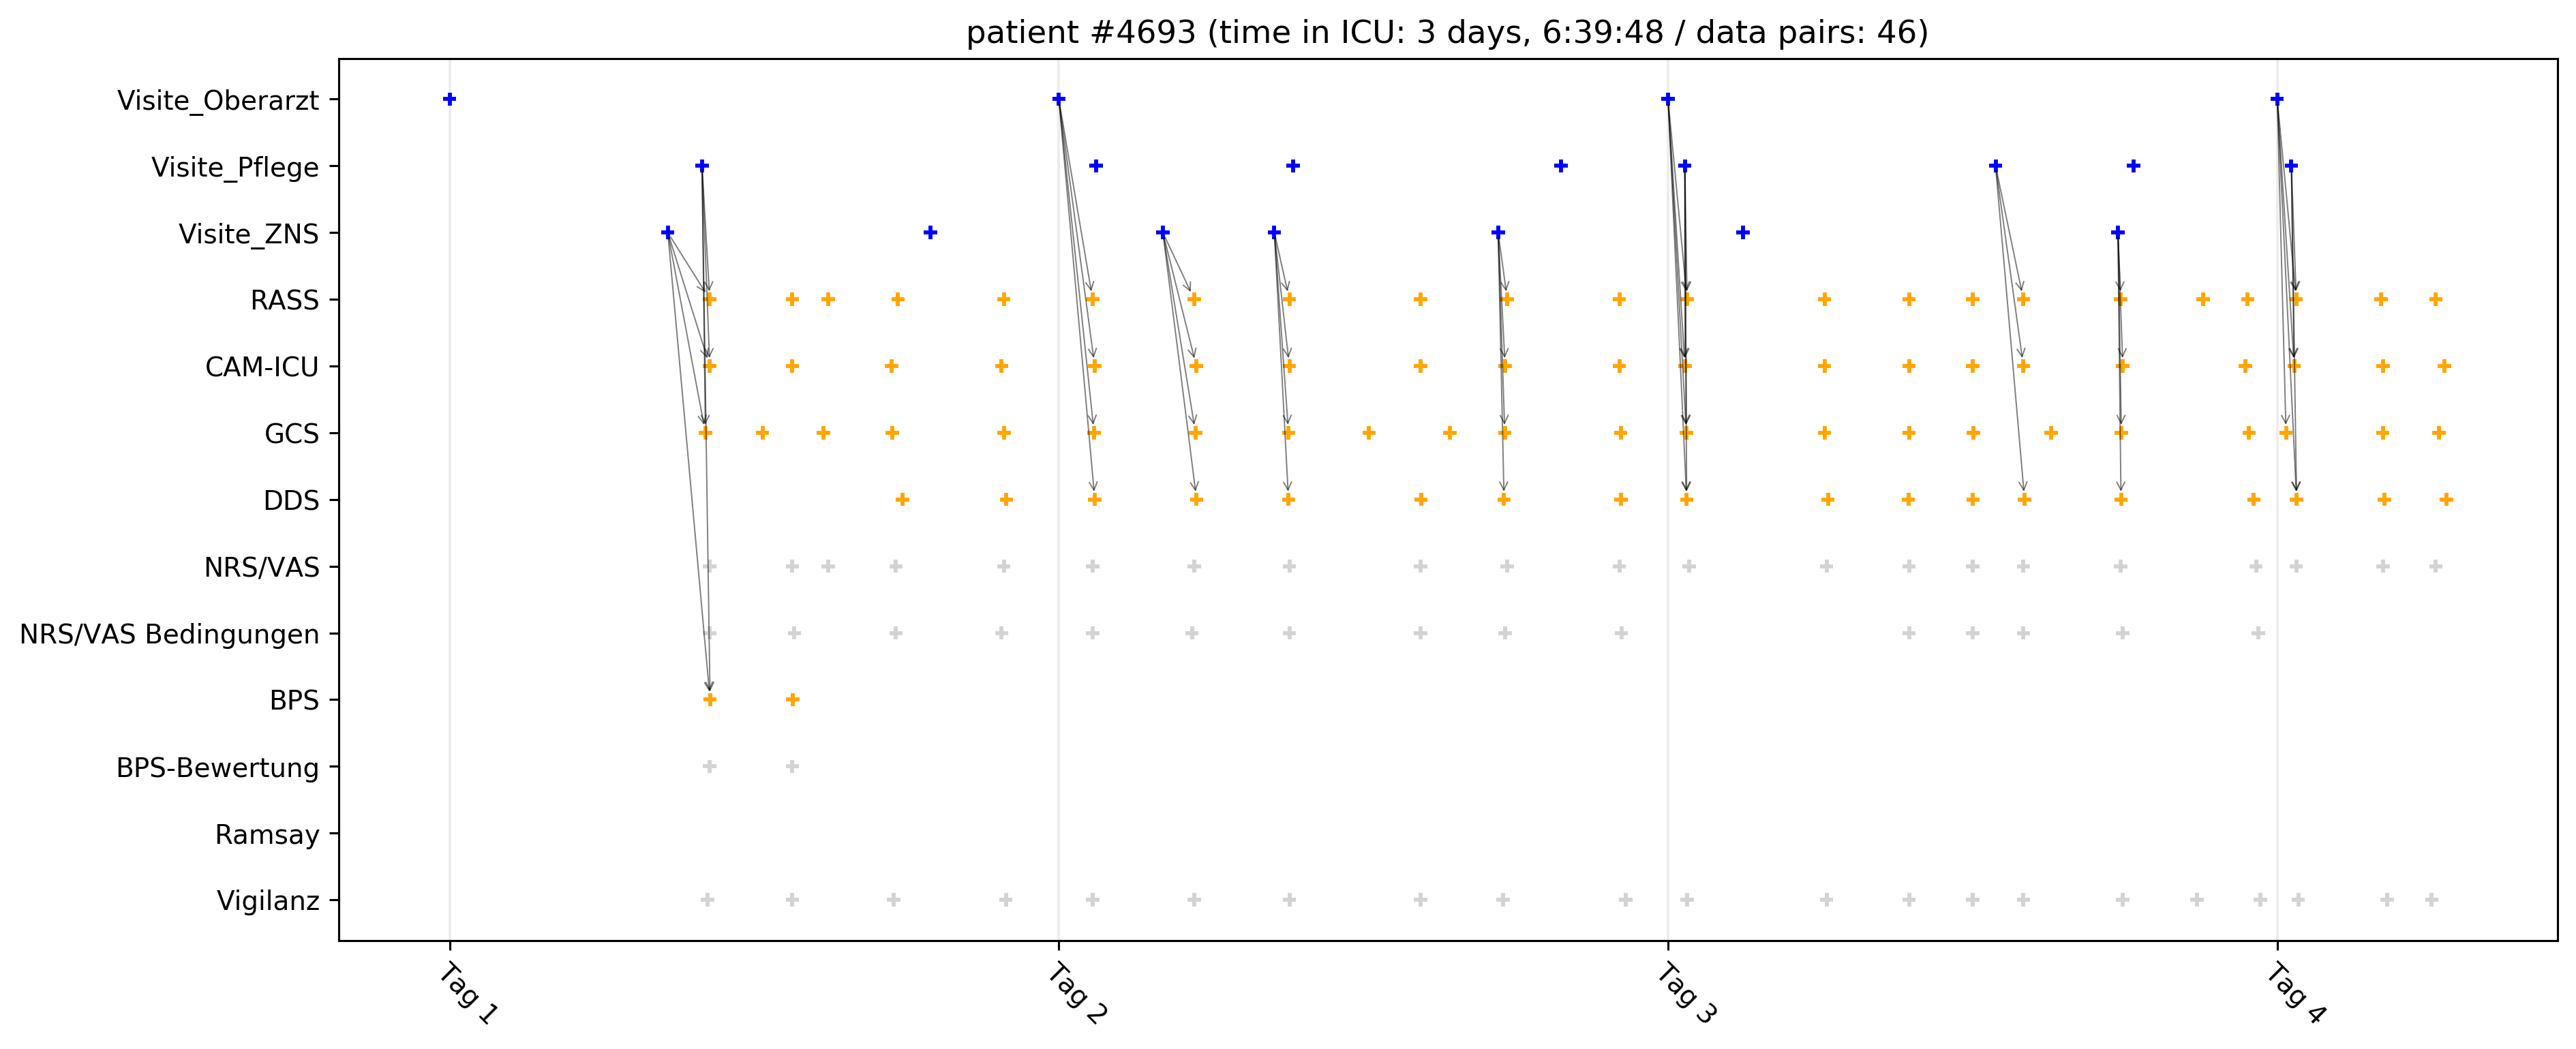 patient #4693 (time in ICU: 3 days, 6:39:48 / data pairs: 46)
Visite_Oberarzt
Visite_Pflege
Visite_ZNS
RASS
CAM-ICU
GCS
DDS
NRS/VAS
NRS/VAS Bedingungen
BPS
BPS-Bewertung
Ramsay
Vigilanz
Tag 1
Tag 2
Tag 3
Tag 4